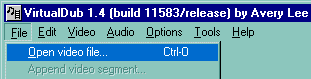 VirtualDub 1.4 (build 11583/release) by Avery Lee
File Edit Video Audio Options Tools Help
Open video file... Ctrl-O
Append video segment...